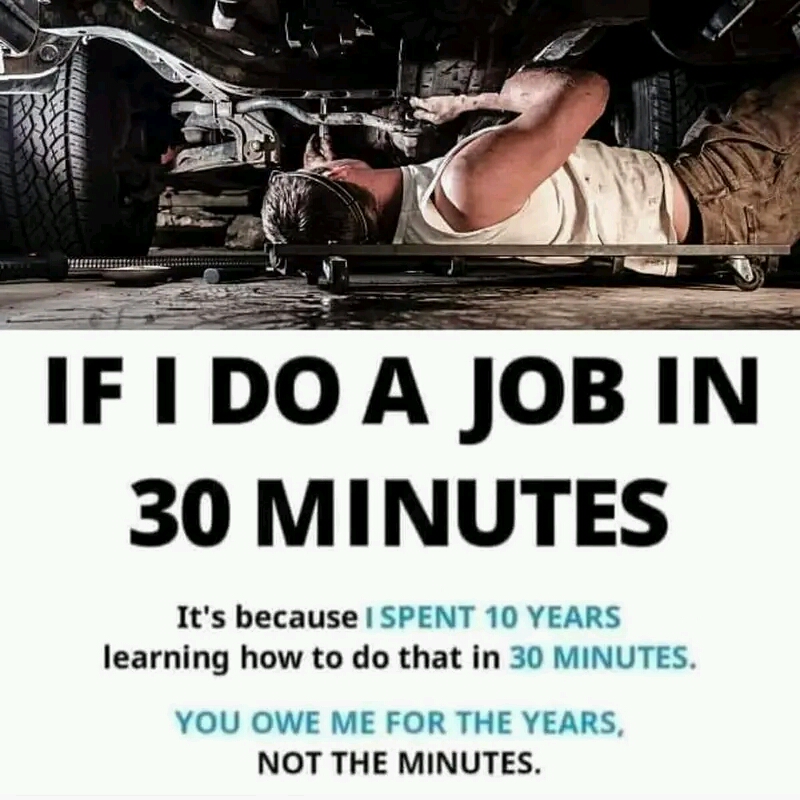 IF I DO A JOB IN
30 MINUTES
It's because I SPENT 10 YEARS
learning how to do that in 30 MINUTES.
YOU OWE ME FOR THE YEARS,
NOT THE MINUTES.